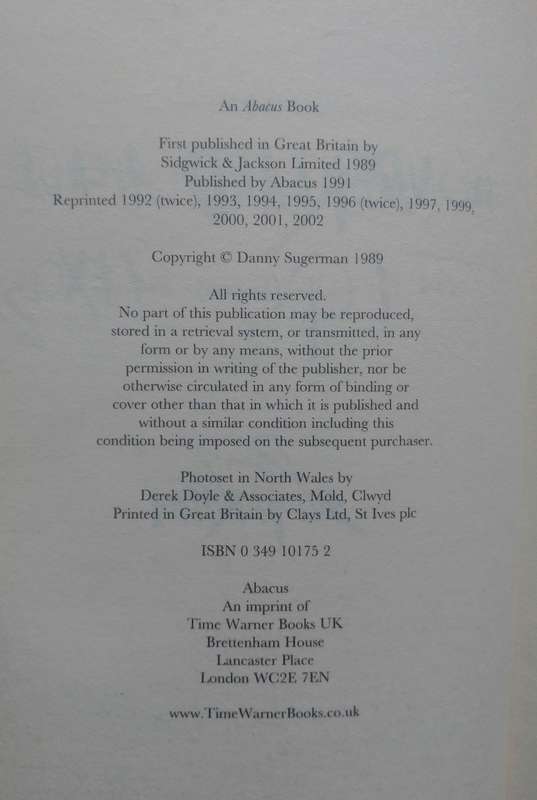 An Abacus Book
First published in Great Britain by
Sidgwick & Jackson Limited 1989
Published by Abacus 1991
Reprinted 1992 (twice), 1993, 1994, 1995, 1996 (twice), 1997, 1999,
2000, 2001, 2002
Copyright © Danny Sugerman 1989
All rights reserved.
No part of this publication may be reproduced,
stored in a retrieval system, or transmitted, in any
form or by any means, without the prior
permission in writing of the publisher, nor be
otherwise circulated in any form of binding or
cover other than that in which it is published and
without a similar condition including this
condition being imposed on the subsequent purchaser.
Photoset in North Wales by
Derek Doyle & Associates, Mold, Clwyd
Printed in Great Britain by Clays Ltd, St Ives plc
ISBN 0 349 10175 2
Abacus
An imprint of
Time Warner Books UK
Brettenham House
Lancaster Place
London WC2E 7EN
www.TimeWarnerBooks.co.uk